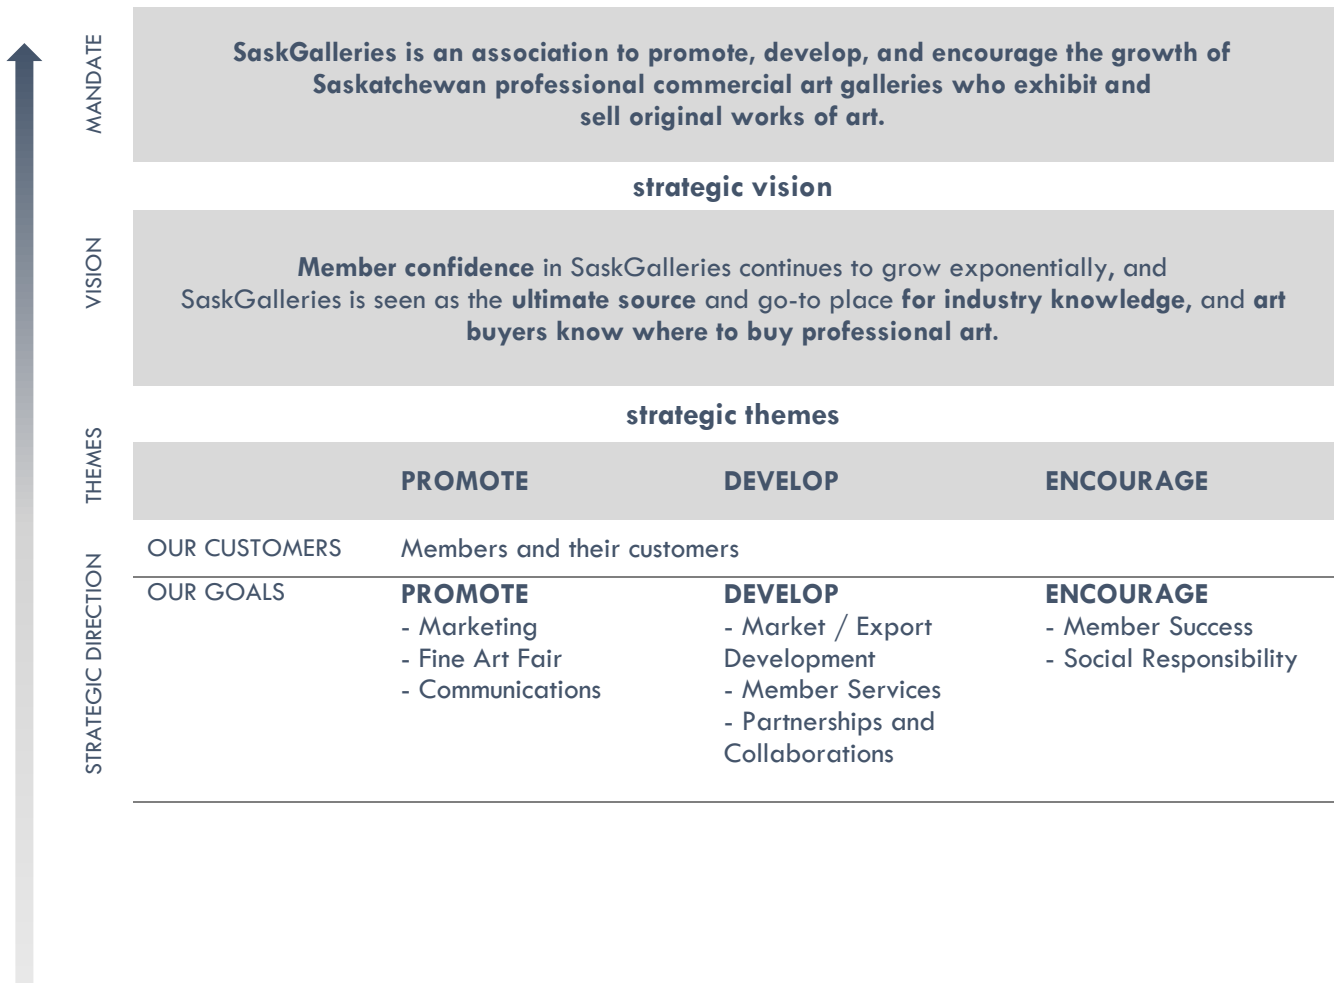 MANDATE
SaskGalleries is an association to promote, develop, and encourage the growth of
Saskatchewan professional commercial art galleries who exhibit and
sell original works of art.
strategic vision
VISION
Member confidence in SaskGalleries continues to grow exponentially, and
SaskGalleries is seen as the ultimate source and go-to place for industry knowledge, and art
buyers know where to buy professional art.
strategic themes
THEMES
PROMOTE DEVELOP ENCOURAGE
STRATEGIC DIRECTION
OUR CUSTOMERS Members and their customers
OUR GOALS
PROMOTE
- Marketing
- Fine Art Fair
- Communications
DEVELOP
- Market / Export
Development
- Member Services
- Partnerships and
Collaborations
ENCOURAGE
- Member Success
- Social Responsibility